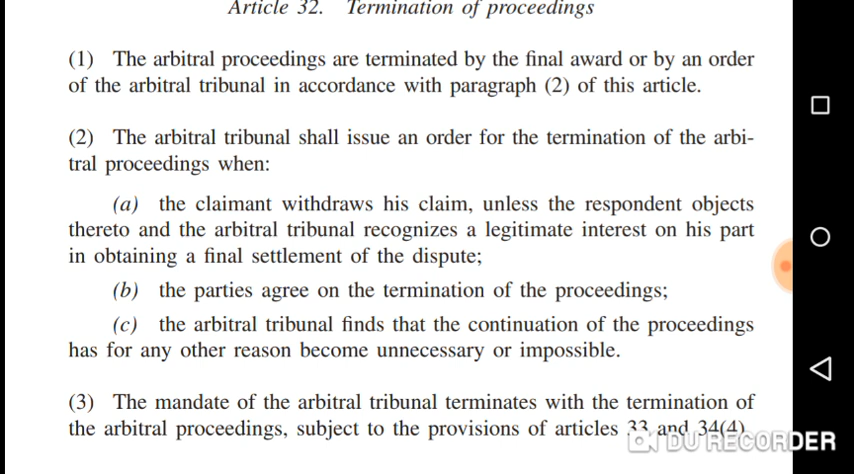 Article 32. Termination of proceedings
(1) The arbitral proceedings are terminated by the final award or by an order
of the arbitral tribunal in accordance with paragraph (2) of this article.
(2) The arbitral tribunal shall issue an order for the termination of the arbi-
tral proceedings when:
(a) the claimant withdraws his claim, unless the respondent objects
thereto and the arbitral tribunal recognizes a legitimate interest on his part
in obtaining a final settlement of the dispute;
(b) the parties agree on the termination of the proceedings;
(c) the arbitral tribunal finds that the continuation of the proceedings
has for any other reason become unnecessary or impossible.
(3) The mandate of the arbitral tribunal terminates with the termination of
the arbitral proceedings, subject to the provisions of articles 33 and 34(4)
DU RECORDER